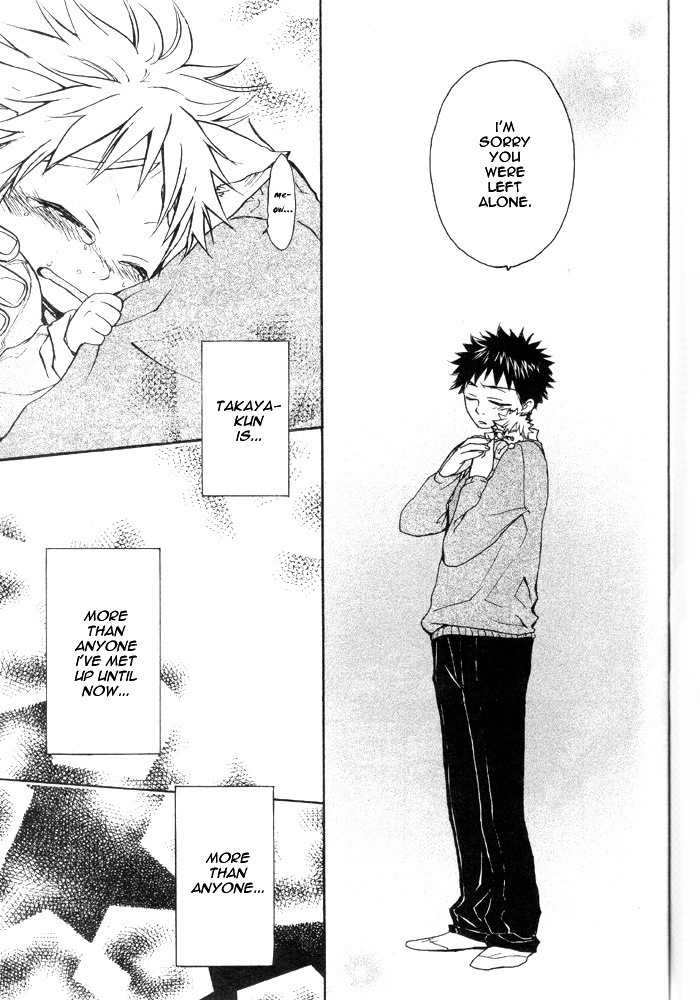 I'M
SORRY
YOU
WERE
LEFT
ALONE.
ME-
OW...
TAKAYA-
KUN
IS...
MORE
THAN
ANYONE
I'VE MET
UP UNTIL
NOW...
MORE
THAN
ANYONE...